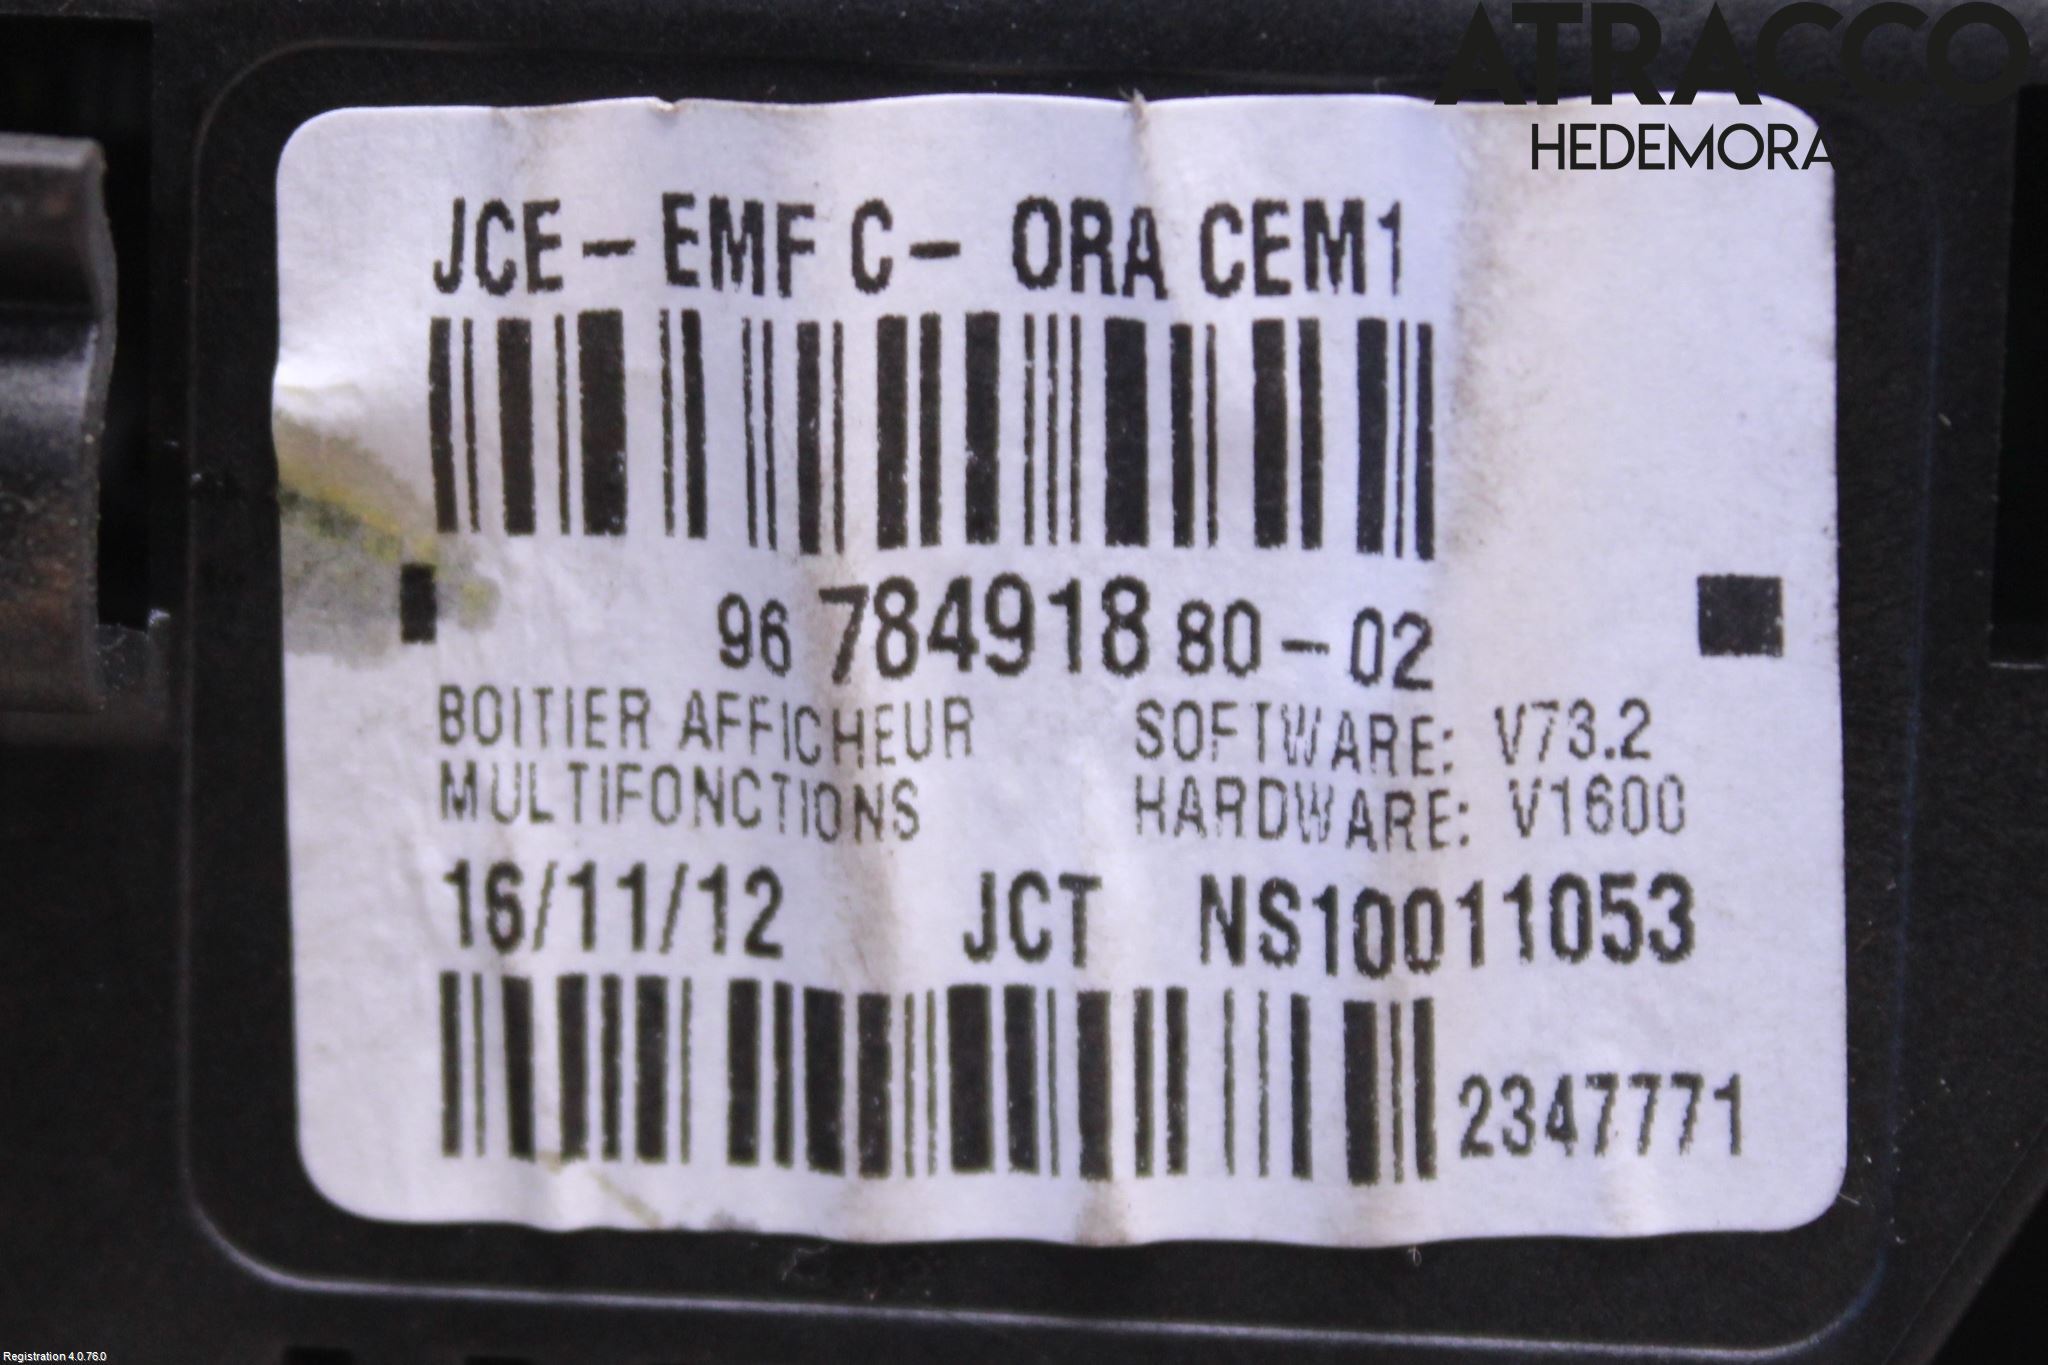 ATRACCO
HEDEMORA
JCE- EMF C- ORA CEM1
96 784918 80-02
BOITIER AFFICHEUR SOFTWARE: V73.2
MULTIFONCTIONS HARDWARE: V1600
16/11/12 JCT NS10011053
2347771
Registration 4.0.76.0